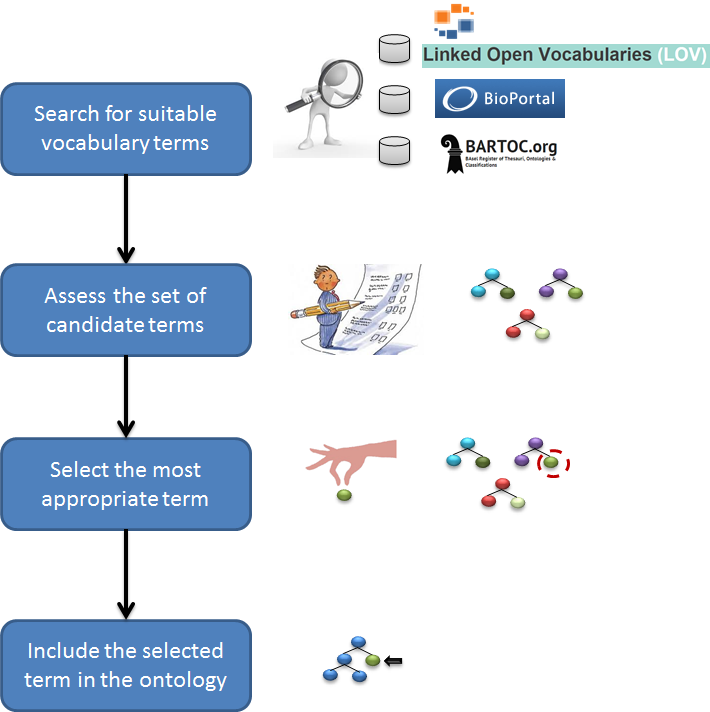 Linked Open Vocabularies (LOV)
Search for suitable
vocabulary terms
BioPortal
BARTOC.org
BAsel Register of Thesauri, Ontologies &
Classifications
Assess the set of
candidate terms
Select the most
appropriate term
Include the selected
term in the ontology